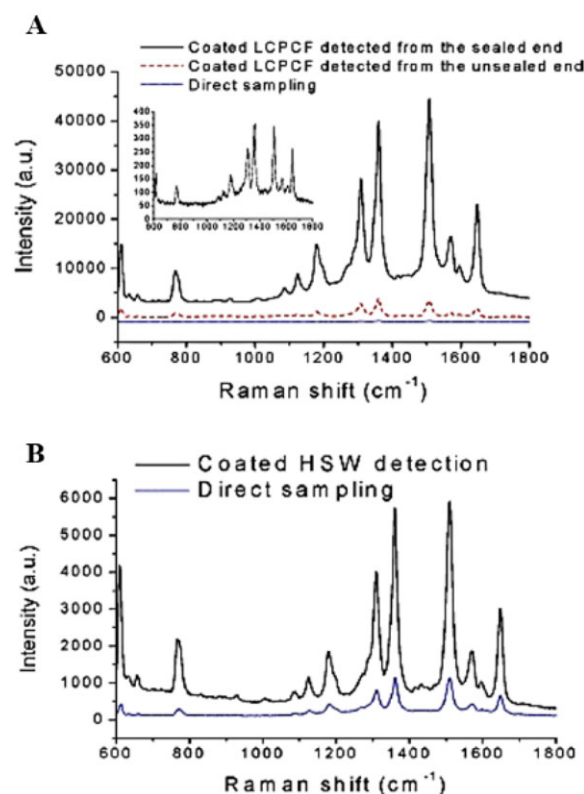 A
Coated LCPCF detected from the sealed end
Coated LCPCF detected from the unsealed end
Direct sampling
50000
40000
30000
20000
10000
0
Intensity (a.u.)
400
350
300
250
200
150
100
50
0
600 800 1000 1200 1400 1600 1800
600 800 1000 1200 1400 1600 1800
Raman shift (cm⁻¹)
B
Coated HSW detection
Direct sampling
6000
5000
4000
3000
2000
1000
0
Intensity (a.u.)
600 800 1000 1200 1400 1600 1800
Raman shift (cm⁻¹)